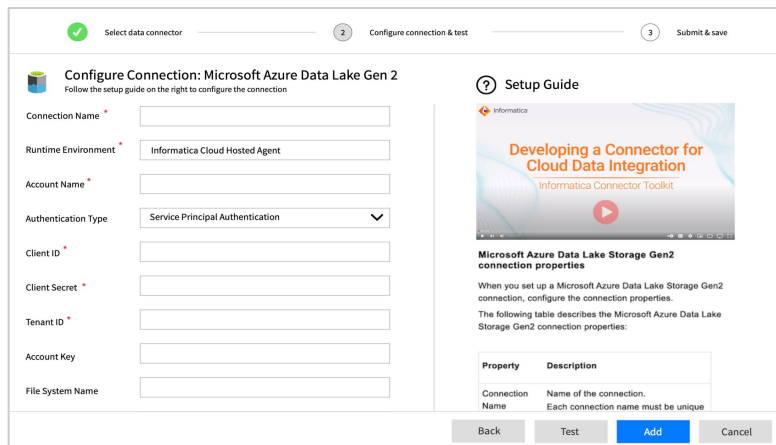 Select data connector
2
Configure connection & test
3
Submit & save
Configure Connection: Microsoft Azure Data Lake Gen 2
Follow the setup guide on the right to configure the connection
Connection Name *
Runtime Environment *
Informatica Cloud Hosted Agent
Account Name *
Authentication Type
Service Principal Authentication
Client ID *
Client Secret *
Tenant ID *
Account Key
File System Name
? Setup Guide
Informatica
Developing a Connector for
Cloud Data Integration
Informatica Connector Toolkit
Microsoft Azure Data Lake Storage Gen2
connection properties
When you set up a Microsoft Azure Data Lake Storage Gen2
connection, configure the connection properties.
The following table describes the Microsoft Azure Data Lake
Storage Gen2 connection properties:
Property Description
Connection Name of the connection.
Name Each connection name must be unique
Back
Test
Add
Cancel